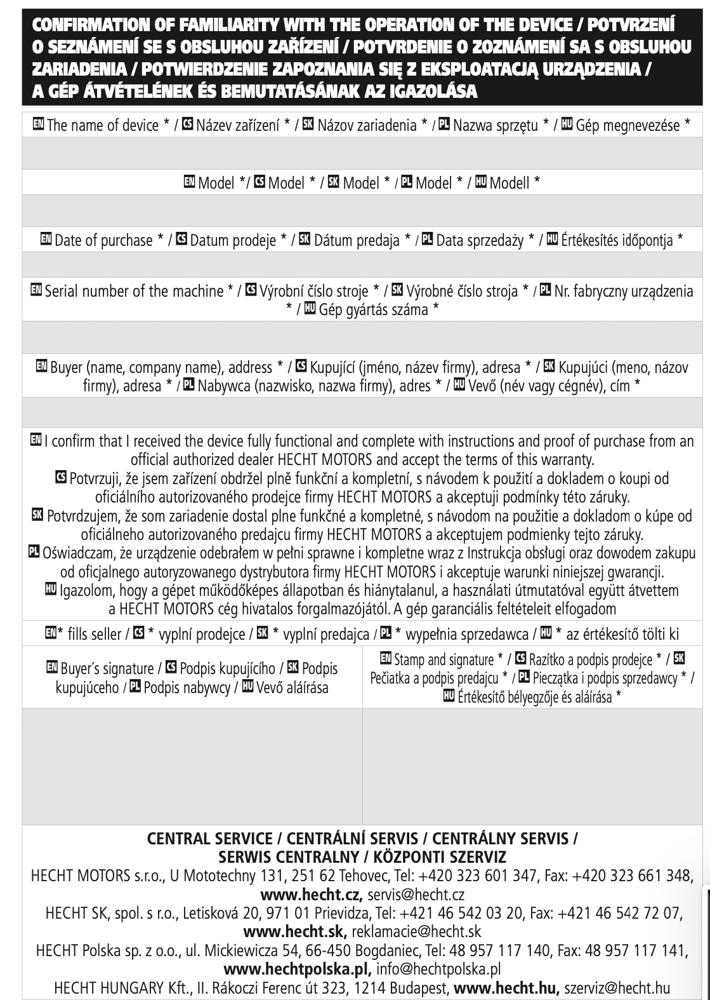 CONFIRMATION OF FAMILIARITY WITH THE OPERATION OF THE DEVICE / POTVRZENÍ
O SEZNÁMENÍ SE S OBSLUHOU ZAŘÍZENÍ / POTVRDENIE O ZOZNÁMENÍ SA S OBSLUHOU
ZARIADENIA / POTWIERDZENIE ZAPOZNANIA SIĘ Z EKSPLOATACJĄ URZĄDZENIA /
A GÉP ÁTVÉTELÉNEK ÉS BEMUTATÁSÁNAK AZ IGAZOLÁSA
EN The name of device * / CS Název zařízení * / SK Názov zariadenia * / PL Nazwa sprzętu * / HU Gép megnevezése *
EN Model */ CS Model * / SK Model * / PL Model * / HU Modell *
EN Date of purchase * / CS Datum prodeje * / SK Dátum predaja * / PL Data sprzedaży * / HU Értékesítés időpontja *
EN Serial number of the machine * / CS Výrobní číslo stroje * / SK Výrobné číslo stroja * / PL Nr. fabryczny urządzenia
* / HU Gép gyártás száma *
EN Buyer (name, company name), address * / CS Kupující (jméno, název firmy), adresa * / SK Kupujúci (meno, názov
firmy), adresa * / PL Nabywca (nazwisko, nazwa firmy), adres * / HU Vevő (név vagy cégnév), cím *
EN I confirm that I received the device fully functional and complete with instructions and proof of purchase from an
official authorized dealer HECHT MOTORS and accept the terms of this warranty.
CS Potvrzuji, že jsem zařízení obdržel plně funkční a kompletní, s návodem k použití a dokladem o koupi od
oficiálního autorizovaného prodejce firmy HECHT MOTORS a akceptuji podmínky této záruky.
SK Potvrdzujem, že som zariadenie dostal plne funkčné a kompletné, s návodom na použitie a dokladom o kúpe od
oficiálneho autorizovaného predajcu firmy HECHT MOTORS a akceptujem podmienky tejto záruky.
PL Oświadczam, że urządzenie odebrałem w pełni sprawne i kompletne wraz z Instrukcja obsługi oraz dowodem zakupu
od oficjalnego autoryzowanego dystrybutora firmy HECHT MOTORS i akceptuje warunki niniejszej gwarancji.
HU Igazolom, hogy a gépet működőképes állapotban és hiánytalanul, a használati útmutatóval együtt átvettem
a HECHT MOTORS cég hivatalos forgalmazójától. A gép garanciális feltételeit elfogadom
EN* fills seller / CS * vyplní prodejce / SK * vyplní predajca / PL * wypełnia sprzedawca / HU * az értékesítő tölti ki
EN Buyer´s signature / CS Podpis kupujícího / SK Podpis
kupujúceho / PL Podpis nabywcy / HU Vevő aláírása
EN Stamp and signature * / CS Razítko a podpis prodejce * / SK
Pečiatka a podpis predajcu * / PL Pieczątka i podpis sprzedawcy * /
HU Értékesítő bélyegzője és aláírása *
CENTRAL SERVICE / CENTRÁLNÍ SERVIS / CENTRÁLNY SERVIS /
SERWIS CENTRALNY / KÖZPONTI SZERVIZ
HECHT MOTORS s.r.o., U Mototechny 131, 251 62 Tehovec, Tel: +420 323 601 347, Fax: +420 323 661 348,
www.hecht.cz, servis@hecht.cz
HECHT SK, spol. s r.o., Letisková 20, 971 01 Prievidza, Tel: +421 46 542 03 20, Fax: +421 46 542 72 07,
www.hecht.sk, reklamacie@hecht.sk
HECHT Polska sp. z o.o., ul. Mickiewicza 54, 66-450 Bogdaniec, Tel: 48 957 117 140, Fax: 48 957 117 141,
www.hechtpolska.pl, info@hechtpolska.pl
HECHT HUNGARY Kft., II. Rákoczi Ferenc út 323, 1214 Budapest, www.hecht.hu, szerviz@hecht.hu